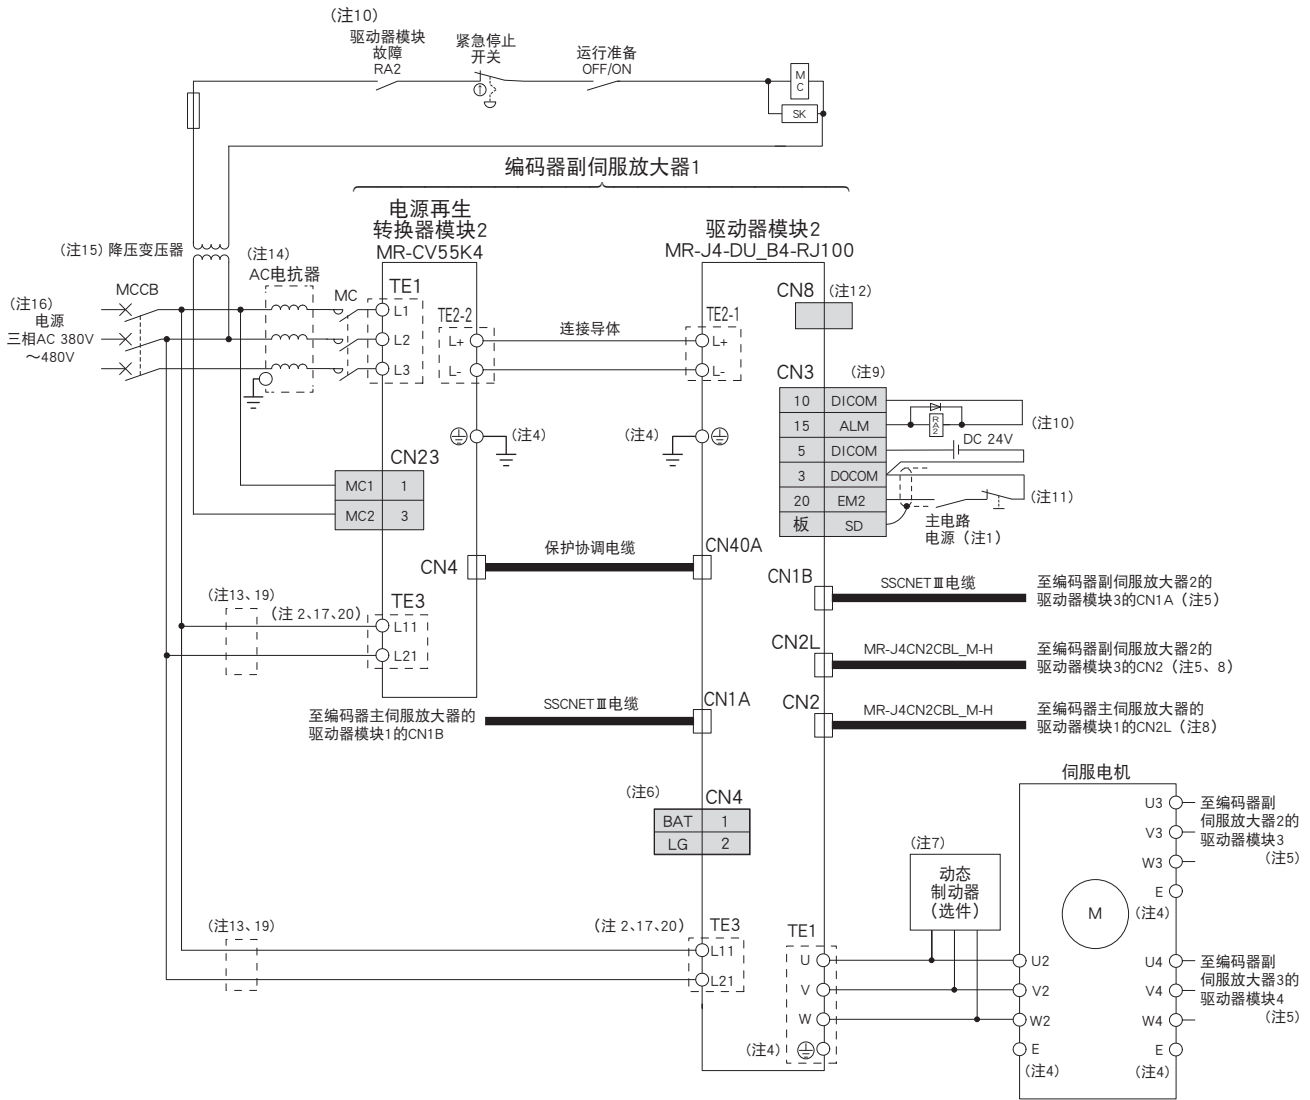 (注10)
驱动器模块
故障
RA2
紧急停止
开关
运行准备
OFF/ON
MC
SK
编码器副伺服放大器1
电源再生
转换器模块2
MR-CV55K4
驱动器模块2
MR-J4-DU_B4-RJ100
(注15) 降压变压器
(注14)
AC电抗器
MCCB
MC
TE1
(注16)
电源
三相AC 380V
～480V
L1
L2
L3
TE2-2
L+
L-
连接导体
TE2-1
L+
L-
CN8 (注12)
CN3 (注9)
10 DICOM
15 ALM
5 DICOM
3 DOCOM
20 EM2
板 SD
RA2
(注10)
DC 24V
(注11)
主电路
电源（注1）
(注4)
(注4)
CN23
MC1 1
MC2 3
CN4
保护协调电缆
CN40A
CN1B
SSCNETⅢ电缆
至编码器副伺服放大器2的
驱动器模块3的CN1A（注5）
(注13、19)
(注 2、17、20)
TE3
L11
L21
CN2L
MR-J4CN2CBL_M-H
至编码器副伺服放大器2的
驱动器模块3的CN2（注5、8）
至编码器主伺服放大器的
驱动器模块1的CN1B
SSCNETⅢ电缆
CN1A
CN2
MR-J4CN2CBL_M-H
至编码器主伺服放大器的
驱动器模块1的CN2L（注8）
伺服电机
(注6)
CN4
BAT 1
LG 2
U3
V3
W3
E
(注4)
至编码器副
伺服放大器2的
驱动器模块3
(注5)
(注7)
动态
制动器
（选件）
M
(注13、19)
(注 2、17、20)
TE3
L11
L21
TE1
U
V
W
(注4)
U2
V2
W2
E
(注4)
U4
V4
W4
E
(注4)
至编码器副
伺服放大器3的
驱动器模块4
(注5)